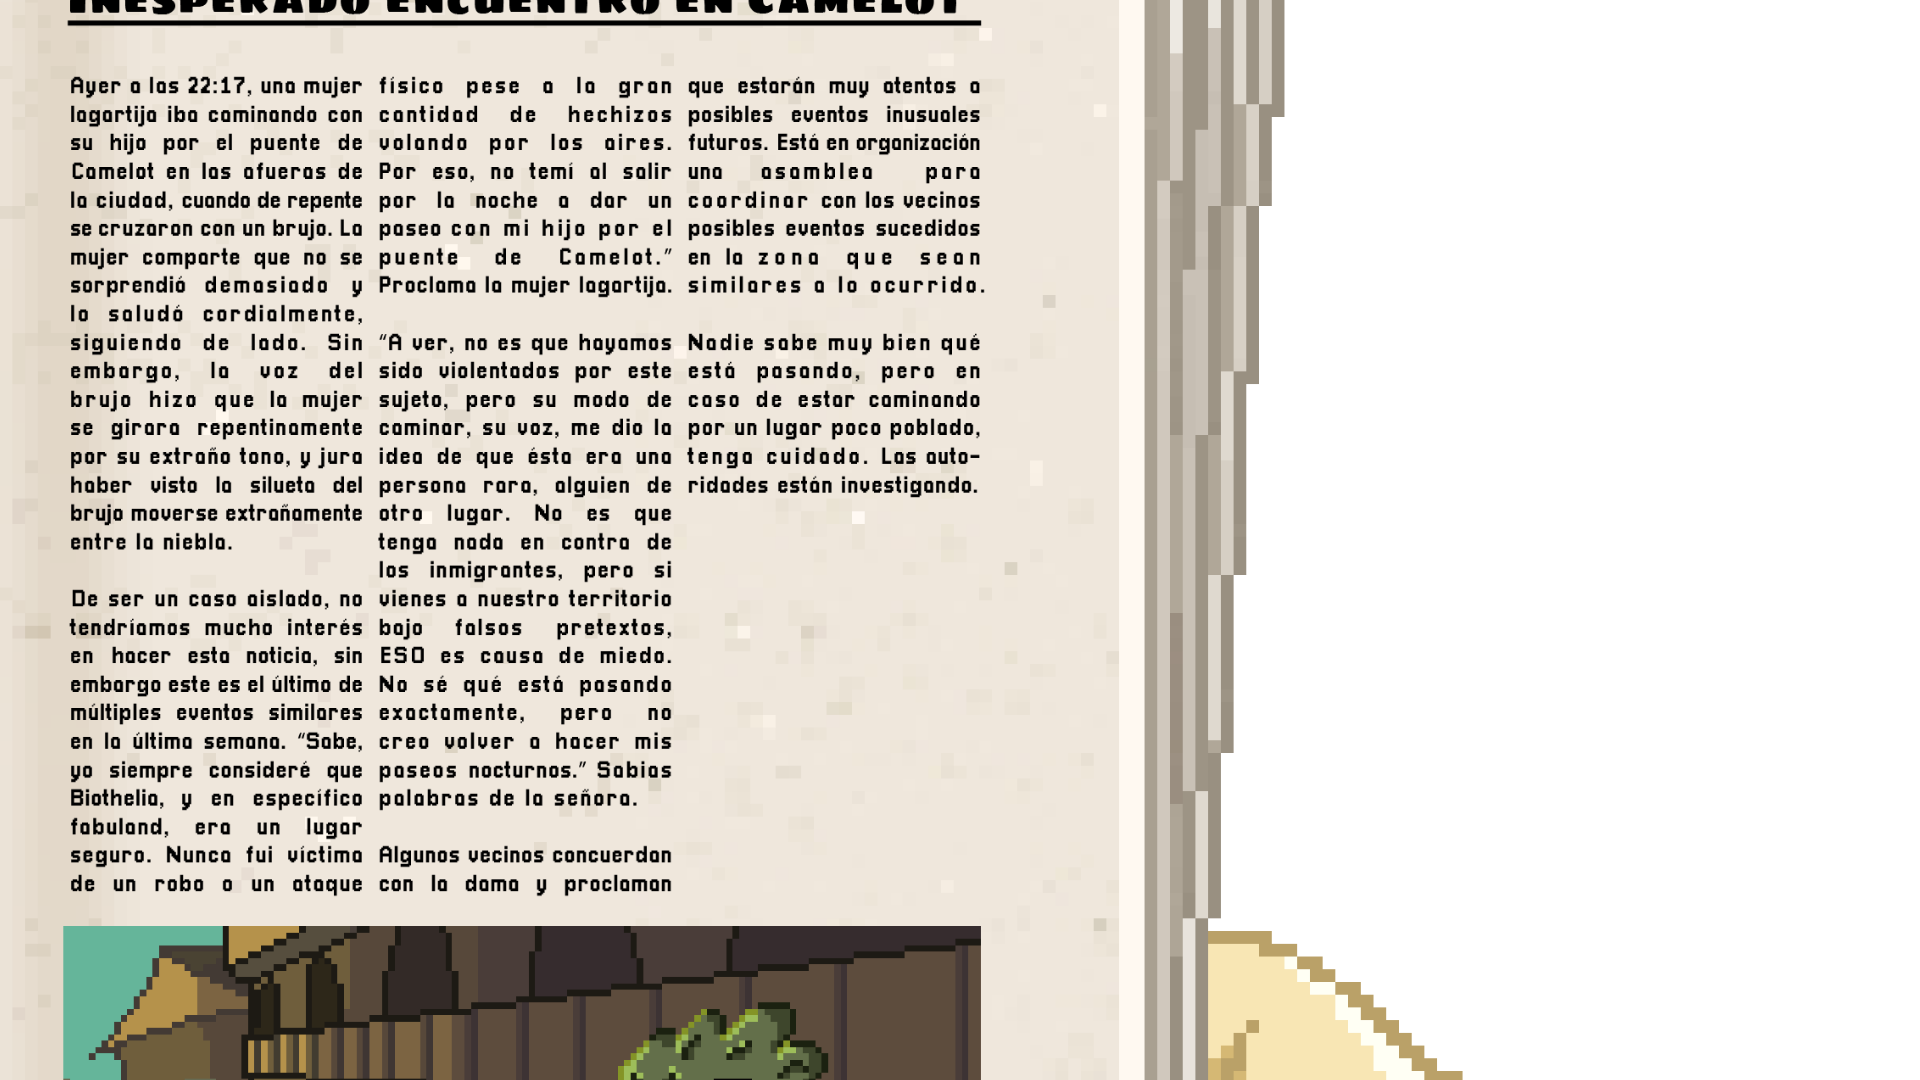 INESPERADO ENCUENTRO EN CAMELOT
Ayer a las 22:17, una mujer
lagartija iba caminando con
su hijo por el puente de
Camelot en las afueras de
la ciudad, cuando de repente
se cruzaron con un brujo. La
mujer comparte que no se
sorprendió demasiado y
lo saludó cordialmente,
siguiendo de lado. Sin
embargo, la voz del
brujo hizo que la mujer
se girara repentinamente
por su extraño tono, y jura
haber visto la silueta del
brujo moverse extrañamente
entre la niebla.
De ser un caso aislado, no
tendríamos mucho interés
en hacer esta noticia, sin
embargo este es el último de
múltiples eventos similares
en la última semana. "Sabe,
yo siempre consideré que
Biothelia, y en específico
fabuland, era un lugar
seguro. Nunca fui víctima
de un robo o un ataque
físico pese a la gran
cantidad de hechizos
volando por los aires.
Por eso, no temí al salir
por la noche a dar un
paseo con mi hijo por el
puente de Camelot."
Proclama la mujer lagartija.
"A ver, no es que hayamos
sido violentados por este
sujeto, pero su modo de
caminar, su voz, me dio la
idea de que ésta era una
persona rara, alguien de
otro lugar. No es que
tenga nada en contra de
los inmigrantes, pero si
vienes a nuestro territorio
bajo falsos pretextos,
ESO es causa de miedo.
No sé qué está pasando
exactamente, pero no
creo volver a hacer mis
paseos nocturnos." Sabias
palabras de la señora.
Algunos vecinos concuerdan
con la dama y proclaman
que estarán muy atentos a
posibles eventos inusuales
futuros. Está en organización
una asamblea para
coordinar con los vecinos
posibles eventos sucedidos
en la zona que sean
similares a lo ocurrido.
Nadie sabe muy bien qué
está pasando, pero en
caso de estar caminando
por un lugar poco poblado,
tenga cuidado. Las auto-
ridades están investigando.